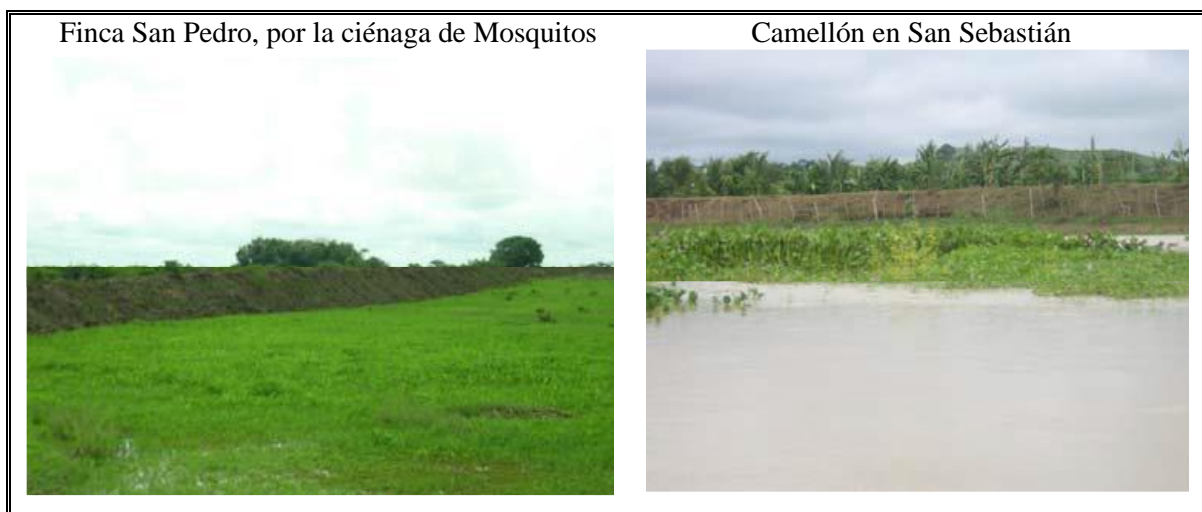 Finca San Pedro, por la ciénaga de Mosquitos
Camellón en San Sebastián